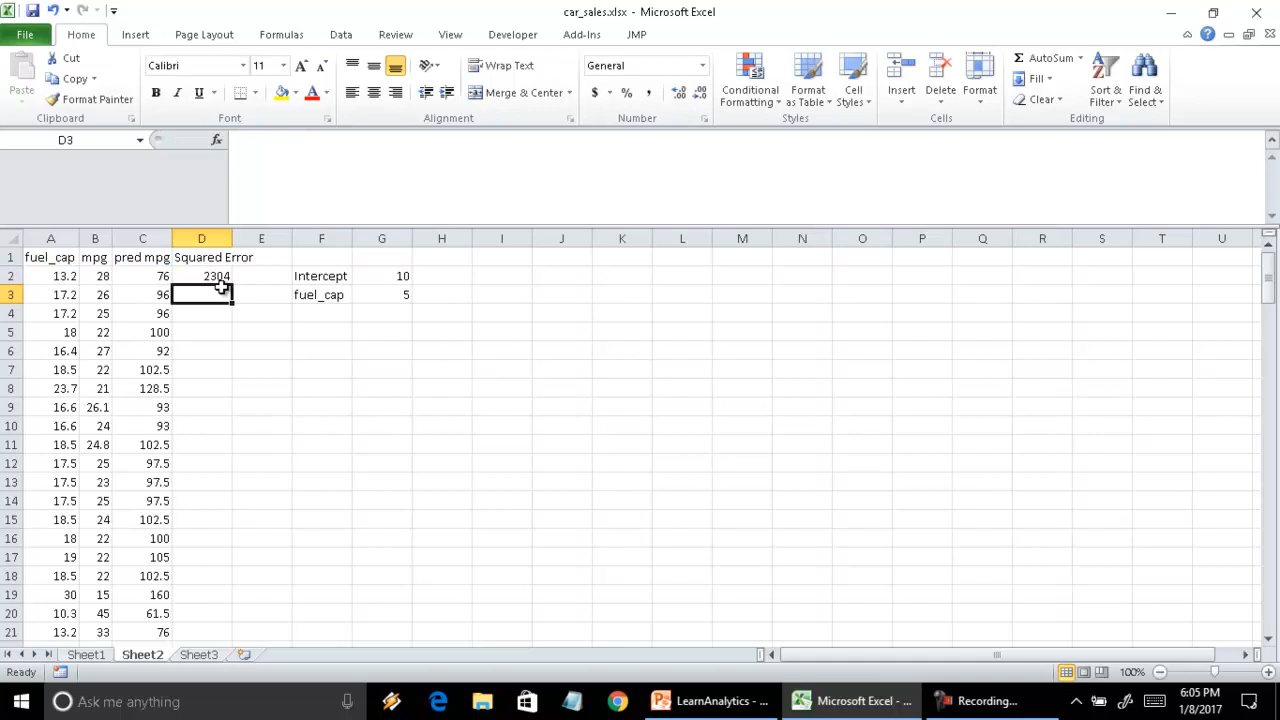 car_sales.xlsx - Microsoft Excel
File Home Insert Page Layout Formulas Data Review View Developer Add-Ins JMP
Cut Calibri 11 Wrap Text General AutoSum
Copy Fill
Paste Format Painter Merge & Center Conditional Formatting Format as Table Cell Styles Insert Delete Format Clear Sort & Filter Find & Select
Clipboard Font Alignment Number Styles Cells Editing
D3 fx
A B C D E F G H I J K L M N O P Q R S T U
1 fuel_cap mpg pred mpg Squared Error
2 13.2 28 76 2304 Intercept 10
3 17.2 26 96 fuel_cap 5
4 17.2 25 96
5 18 22 100
6 16.4 27 92
7 18.5 22 102.5
8 23.7 21 128.5
9 16.6 26.1 93
10 16.6 24 93
11 18.5 24.8 102.5
12 17.5 25 97.5
13 17.5 23 97.5
14 17.5 25 97.5
15 18.5 24 102.5
16 18 22 100
17 19 22 105
18 18.5 22 102.5
19 30 15 160
20 10.3 45 61.5
21 13.2 33 76
Sheet1 Sheet2 Sheet3
Ready 100%
Ask me anything LearnAnalytics - ... Microsoft Excel - ... Recording... 6:05 PM
1/8/2017